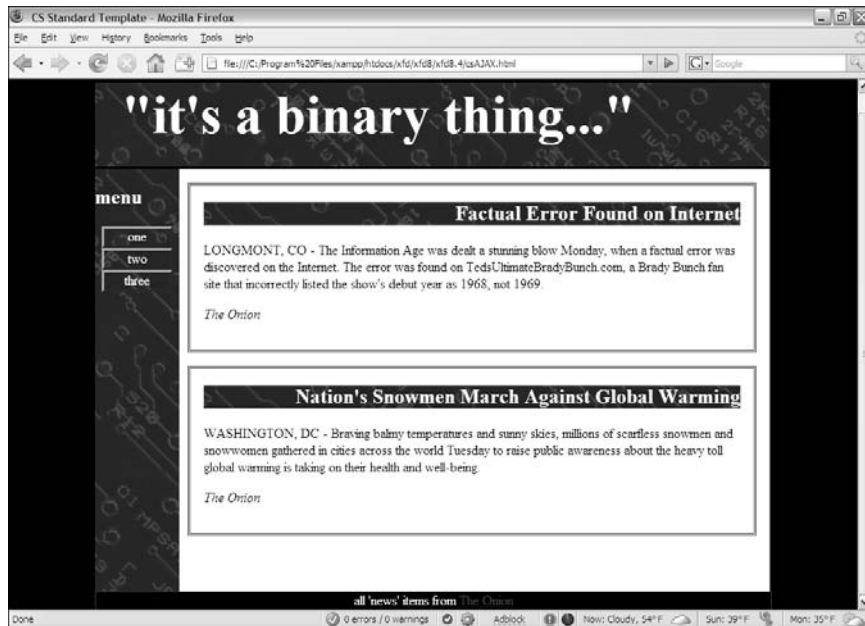 CS Standard Template - Mozilla Firefox
File Edit View History Bookmarks Tools Help
file:///C:/Program%20Files/xampp/htdocs/xfd/xfd8/xfd8.4/csAJAX.html
Google
"it's a binary thing..."
menu
one
two
three
Factual Error Found on Internet
LONGMONT, CO - The Information Age was dealt a stunning blow Monday, when a factual error was
discovered on the Internet. The error was found on TedsUltimateBradyBunch.com, a Brady Bunch fan
site that incorrectly listed the show's debut year as 1968, not 1969.
The Onion
Nation's Snowmen March Against Global Warming
WASHINGTON, DC - Braving balmy temperatures and sunny skies, millions of scarfless snowmen and
snowwomen gathered in cities across the world Tuesday to raise public awareness about the heavy toll
global warming is taking on their health and well-being.
The Onion
all 'news' items from The Onion
Done 0 errors / 0 warnings Adblock Now: Cloudy, 54° F Sun: 39° F Mon: 35° F